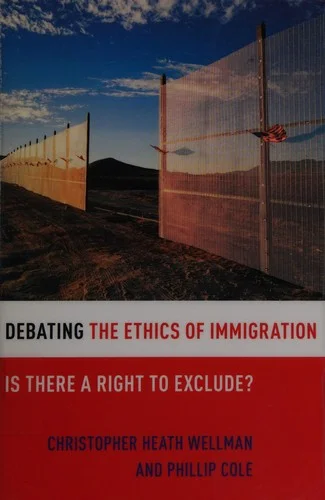 DEBATING THE ETHICS OF IMMIGRATION
IS THERE A RIGHT TO EXCLUDE?
CHRISTOPHER HEATH WELLMAN
AND PHILLIP COLE